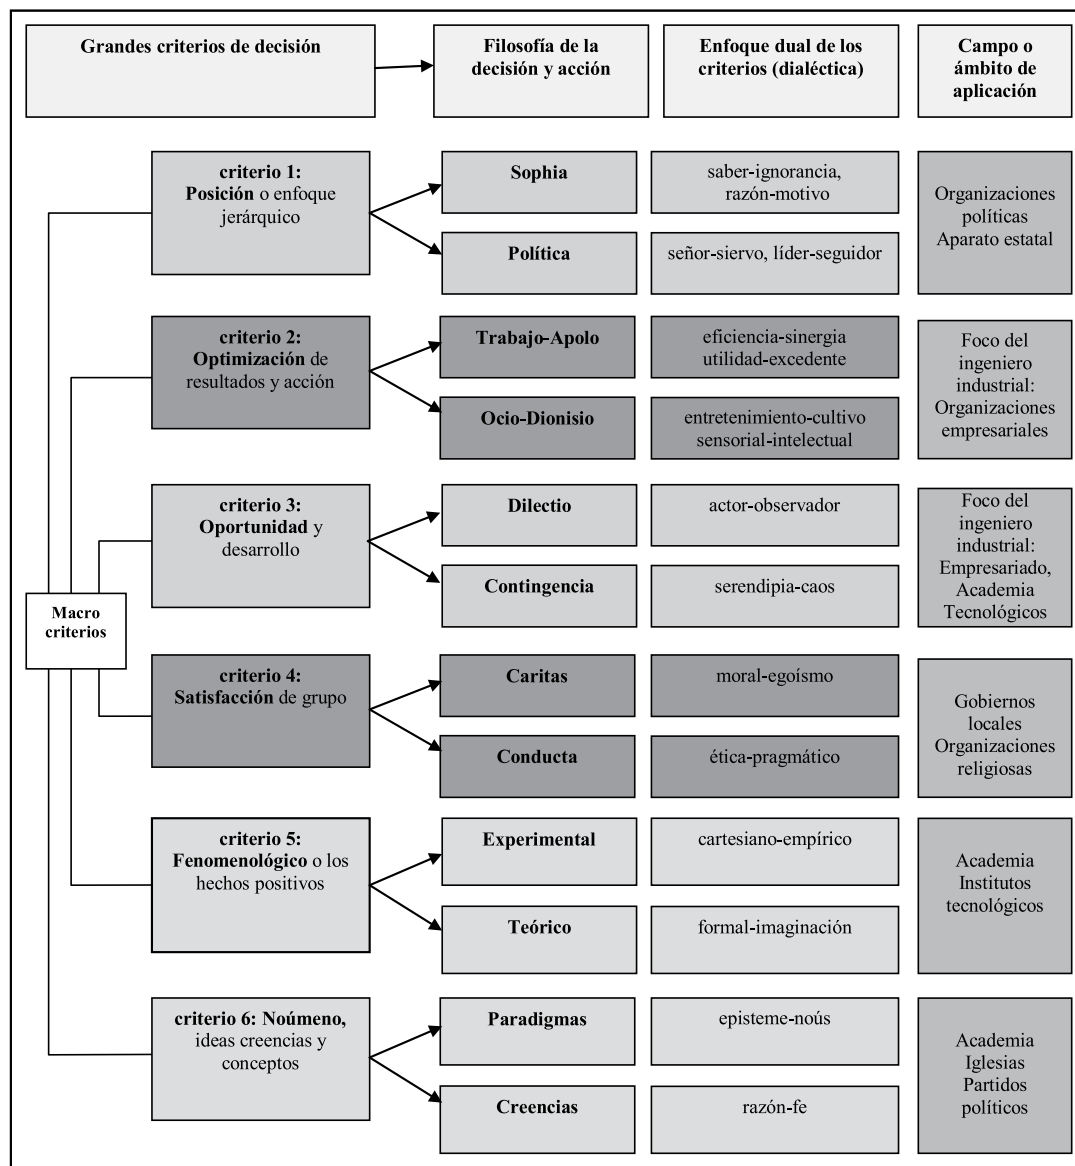 Grandes criterios de decisión
Filosofía de la
decisión y acción
Enfoque dual de los
criterios (dialéctica)
Campo o
ámbito de
aplicación
Macro
criterios
criterio 1:
Posición o enfoque
jerárquico
Sophia
saber-ignorancia,
razón-motivo
Política
señor-siervo, líder-seguidor
Organizaciones
políticas
Aparato estatal
criterio 2:
Optimización de
resultados y acción
Trabajo-Apolo
eficiencia-sinergia
utilidad-excedente
Ocio-Dionisio
entretenimiento-cultivo
sensorial-intelectual
Foco del
ingeniero
industrial:
Organizaciones
empresariales
criterio 3:
Oportunidad y
desarrollo
Dilectio
actor-observador
Contingencia
serendipia-caos
Foco del
ingeniero
industrial:
Empresariado,
Academia
Tecnológicos
criterio 4:
Satisfacción de grupo
Caritas
moral-egoísmo
Conducta
ética-pragmático
Gobiernos
locales
Organizaciones
religiosas
criterio 5:
Fenomenológico o los
hechos positivos
Experimental
cartesiano-empírico
Teórico
formal-imaginación
Academia
Institutos
tecnológicos
criterio 6: Noúmeno,
ideas creencias y
conceptos
Paradigmas
episteme-noús
Creencias
razón-fe
Academia
Iglesias
Partidos
políticos